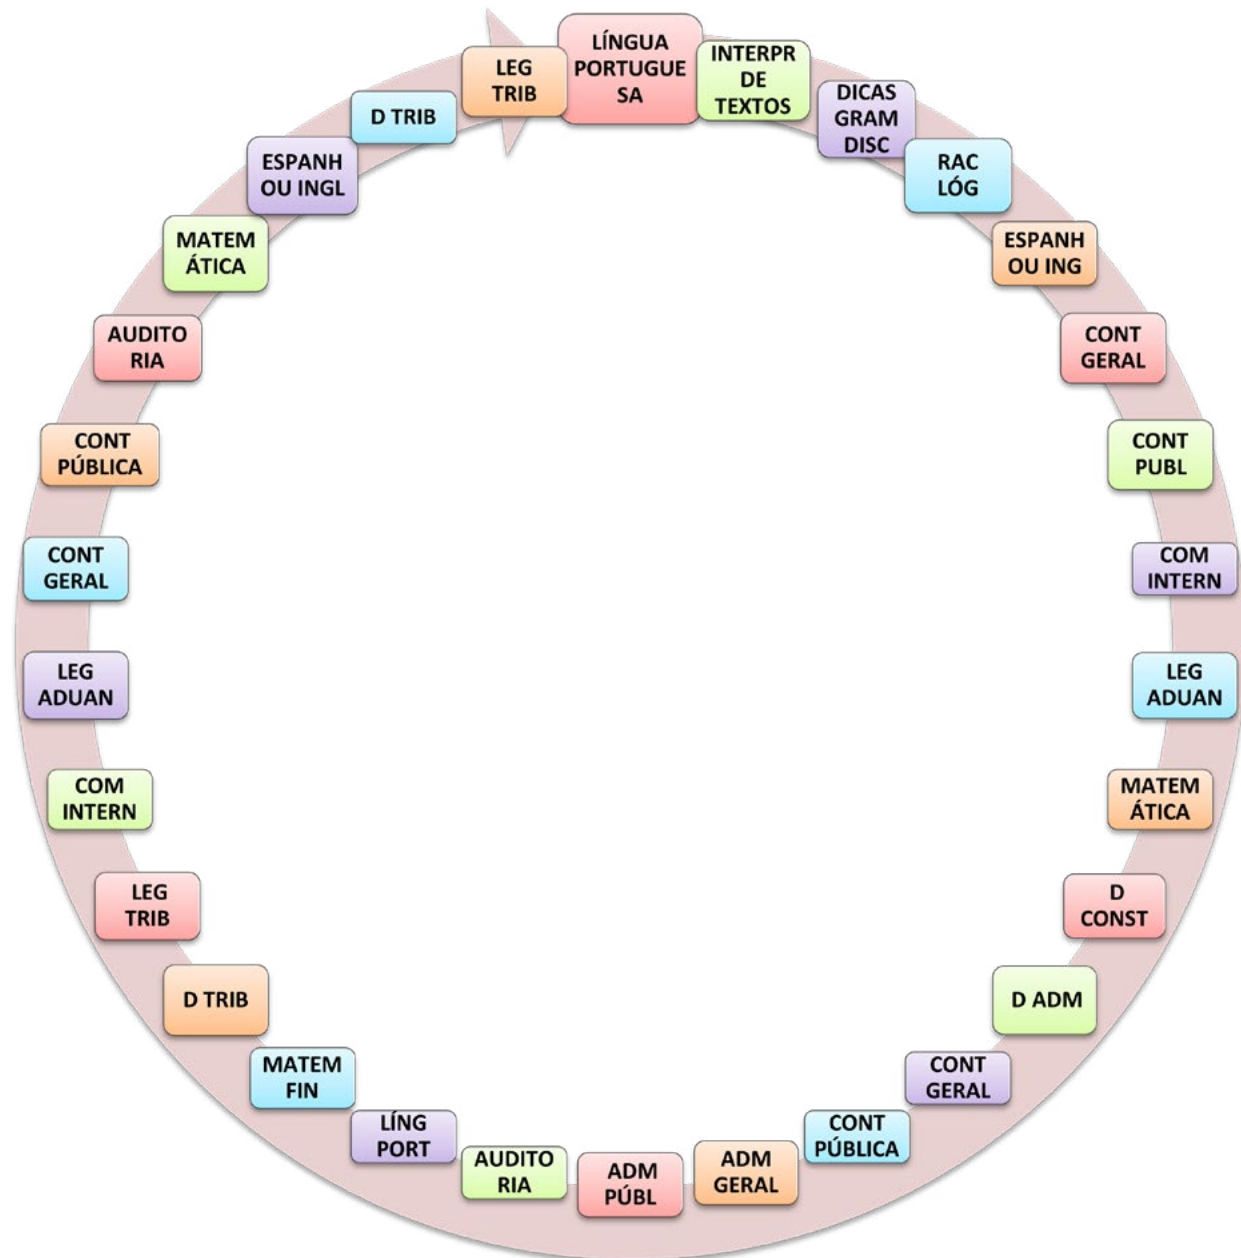 LÍNGUA
PORTUGUE
SA
INTERPR
DE
TEXTOS
DICAS
GRAM
DISC
RAC
LÓG
ESPANH
OU ING
CONT
GERAL
CONT
PUBL
COM
INTERN
LEG
ADUAN
MATEM
ÁTICA
D
CONST
D ADM
CONT
GERAL
CONT
PÚBLICA
ADM
GERAL
ADM
PÚBL
AUDITO
RIA
LÍNG
PORT
MATEM
FIN
D TRIB
LEG
TRIB
COM
INTERN
LEG
ADUAN
CONT
GERAL
CONT
PÚBLICA
AUDITO
RIA
MATEM
ÁTICA
ESPANH
OU INGL
D TRIB
LEG
TRIB